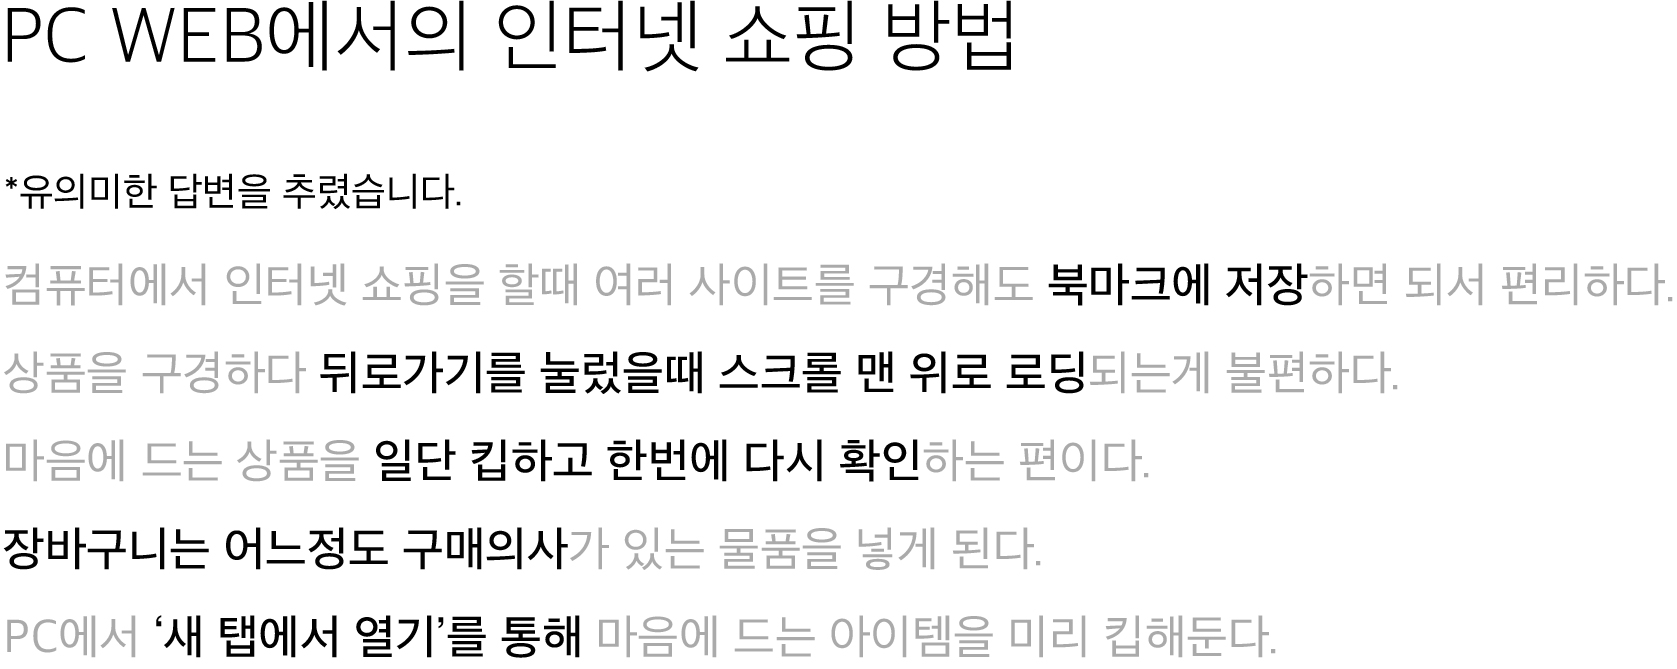 PC WEB에서의 인터넷 쇼핑 방법
*유의미한 답변을 추렸습니다.
컴퓨터에서 인터넷 쇼핑을 할때 여러 사이트를 구경해도 북마크에 저장하면 되서 편리하다.
상품을 구경하다 뒤로가기를 눌렀을때 스크롤 맨 위로 로딩되는게 불편하다.
마음에 드는 상품을 일단 킵하고 한번에 다시 확인하는 편이다.
장바구니는 어느정도 구매의사가 있는 물품을 넣게 된다.
PC에서 ‘새 탭에서 열기’를 통해 마음에 드는 아이템을 미리 킵해둔다.